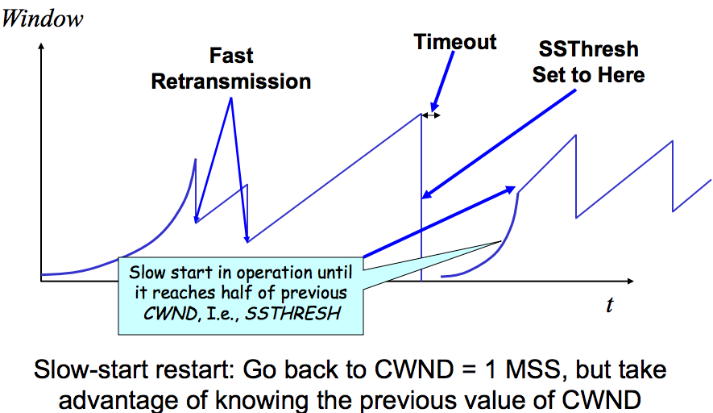 Window
Timeout
SSThresh
Set to Here
Fast
Retransmission
Slow start in operation until
it reaches half of previous
CWND, I.e., SSTHRESH
t
Slow-start restart: Go back to CWND = 1 MSS, but take
advantage of knowing the previous value of CWND